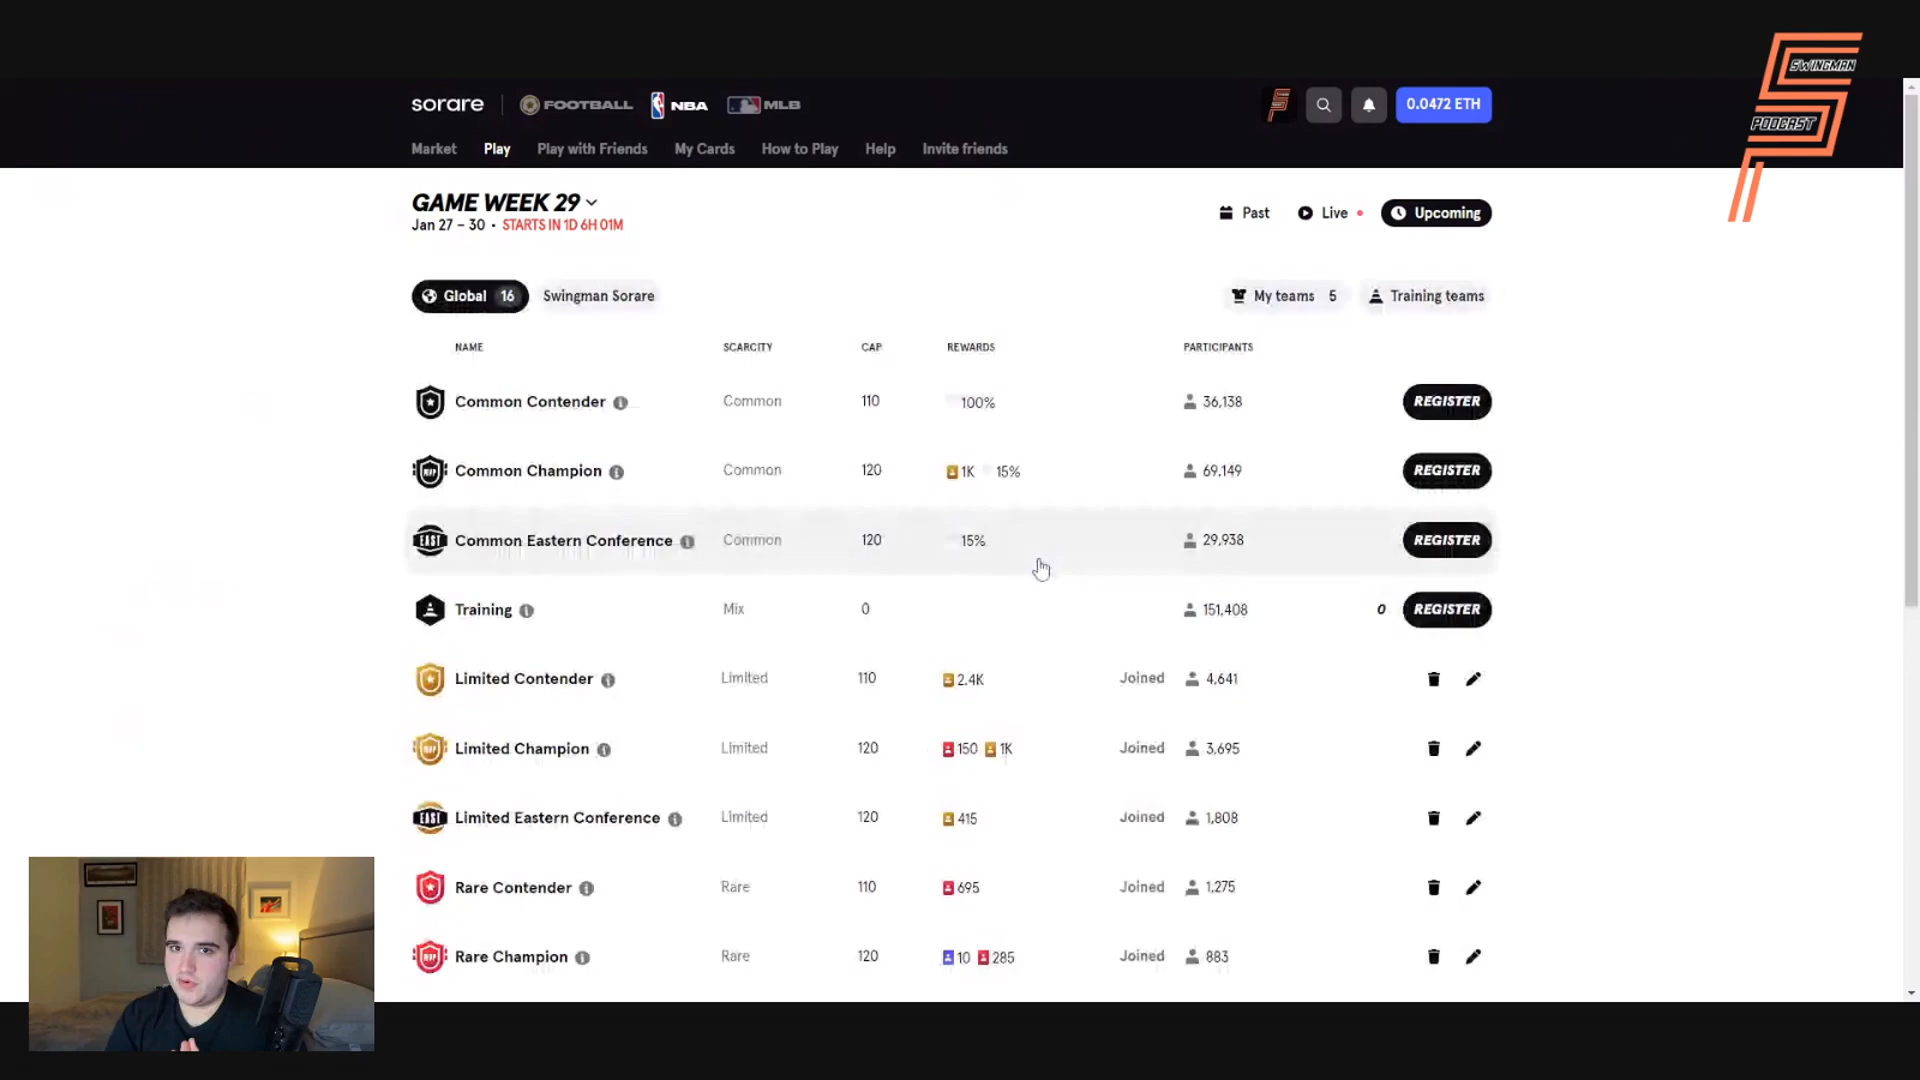 SWINGMAN
PODCAST
sorare FOOTBALL NBA MLB 0.0472 ETH
Market Play Play with Friends My Cards How to Play Help Invite friends
GAME WEEK 29
Jan 27 – 30 • STARTS IN 1D 6H 01M
Past Live Upcoming
Global 16 Swingman Sorare My teams 5 Training teams
NAME SCARCITY CAP REWARDS PARTICIPANTS
Common Contender Common 110 100% 36,138 REGISTER
MVP Common Champion Common 120 1K 15% 69,149 REGISTER
EAST Common Eastern Conference Common 120 15% 29,938 REGISTER
Training Mix 0 151,408 0 REGISTER
Limited Contender Limited 110 2.4K Joined 4,641
MVP Limited Champion Limited 120 150 1K Joined 3,695
EAST Limited Eastern Conference Limited 120 415 Joined 1,808
Rare Contender Rare 110 695 Joined 1,275
MVP Rare Champion Rare 120 10 285 Joined 883